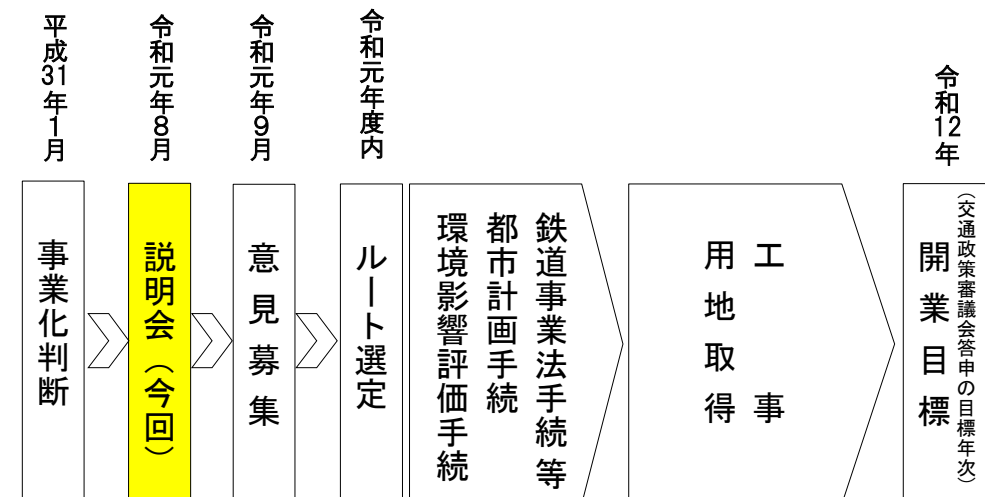 平成31年1月
令和元年8月
令和元年9月
令和元年度内
令和12年
事業化判断
説明会（今回）
意見募集
ルート選定
鉄道事業法手続等
都市計画手続
環境影響評価手続
工事
用地取得
（交通政策審議会答申の目標年次）
開業目標